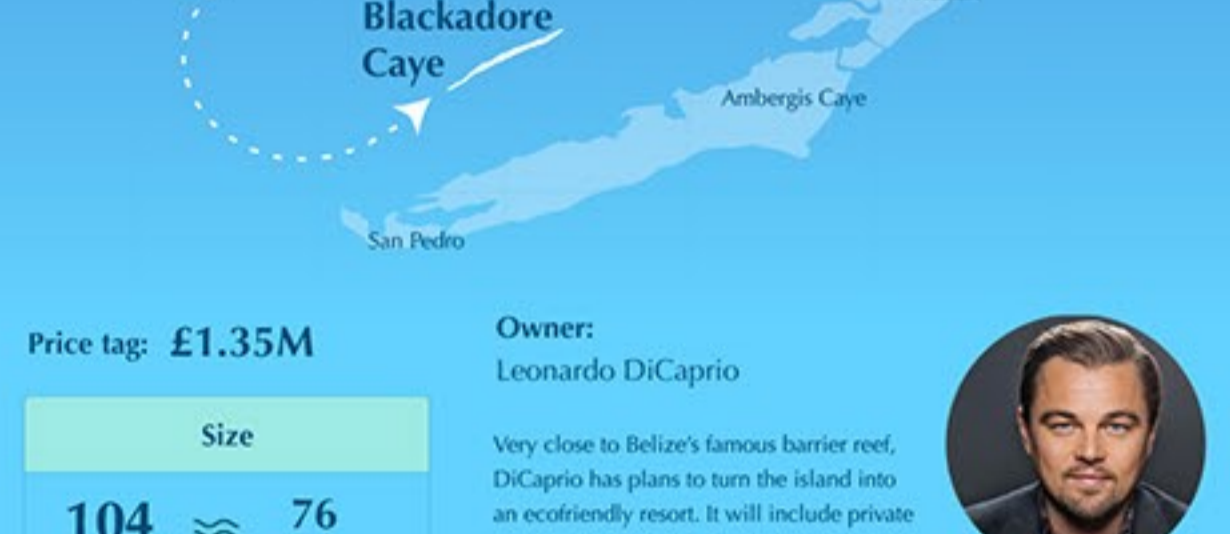 Blackadore
Caye
Ambergis Caye
San Pedro
Price tag: £1.35M
Owner:
Leonardo DiCaprio
Size
Very close to Belize's famous barrier reef,
DiCaprio has plans to turn the island into
an ecofriendly resort. It will include private
104 ≈ 76